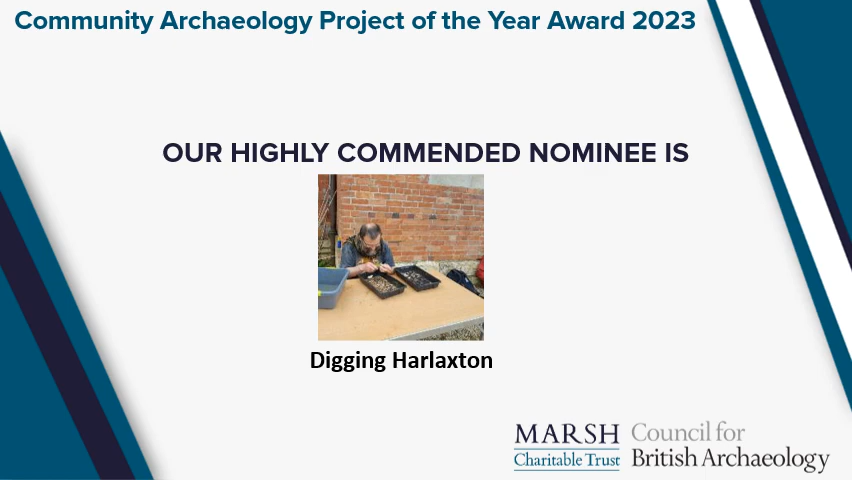 Community Archaeology Project of the Year Award 2023
OUR HIGHLY COMMENDED NOMINEE IS
Digging Harlaxton
MARSH
Charitable Trust
Council for
British Archaeology